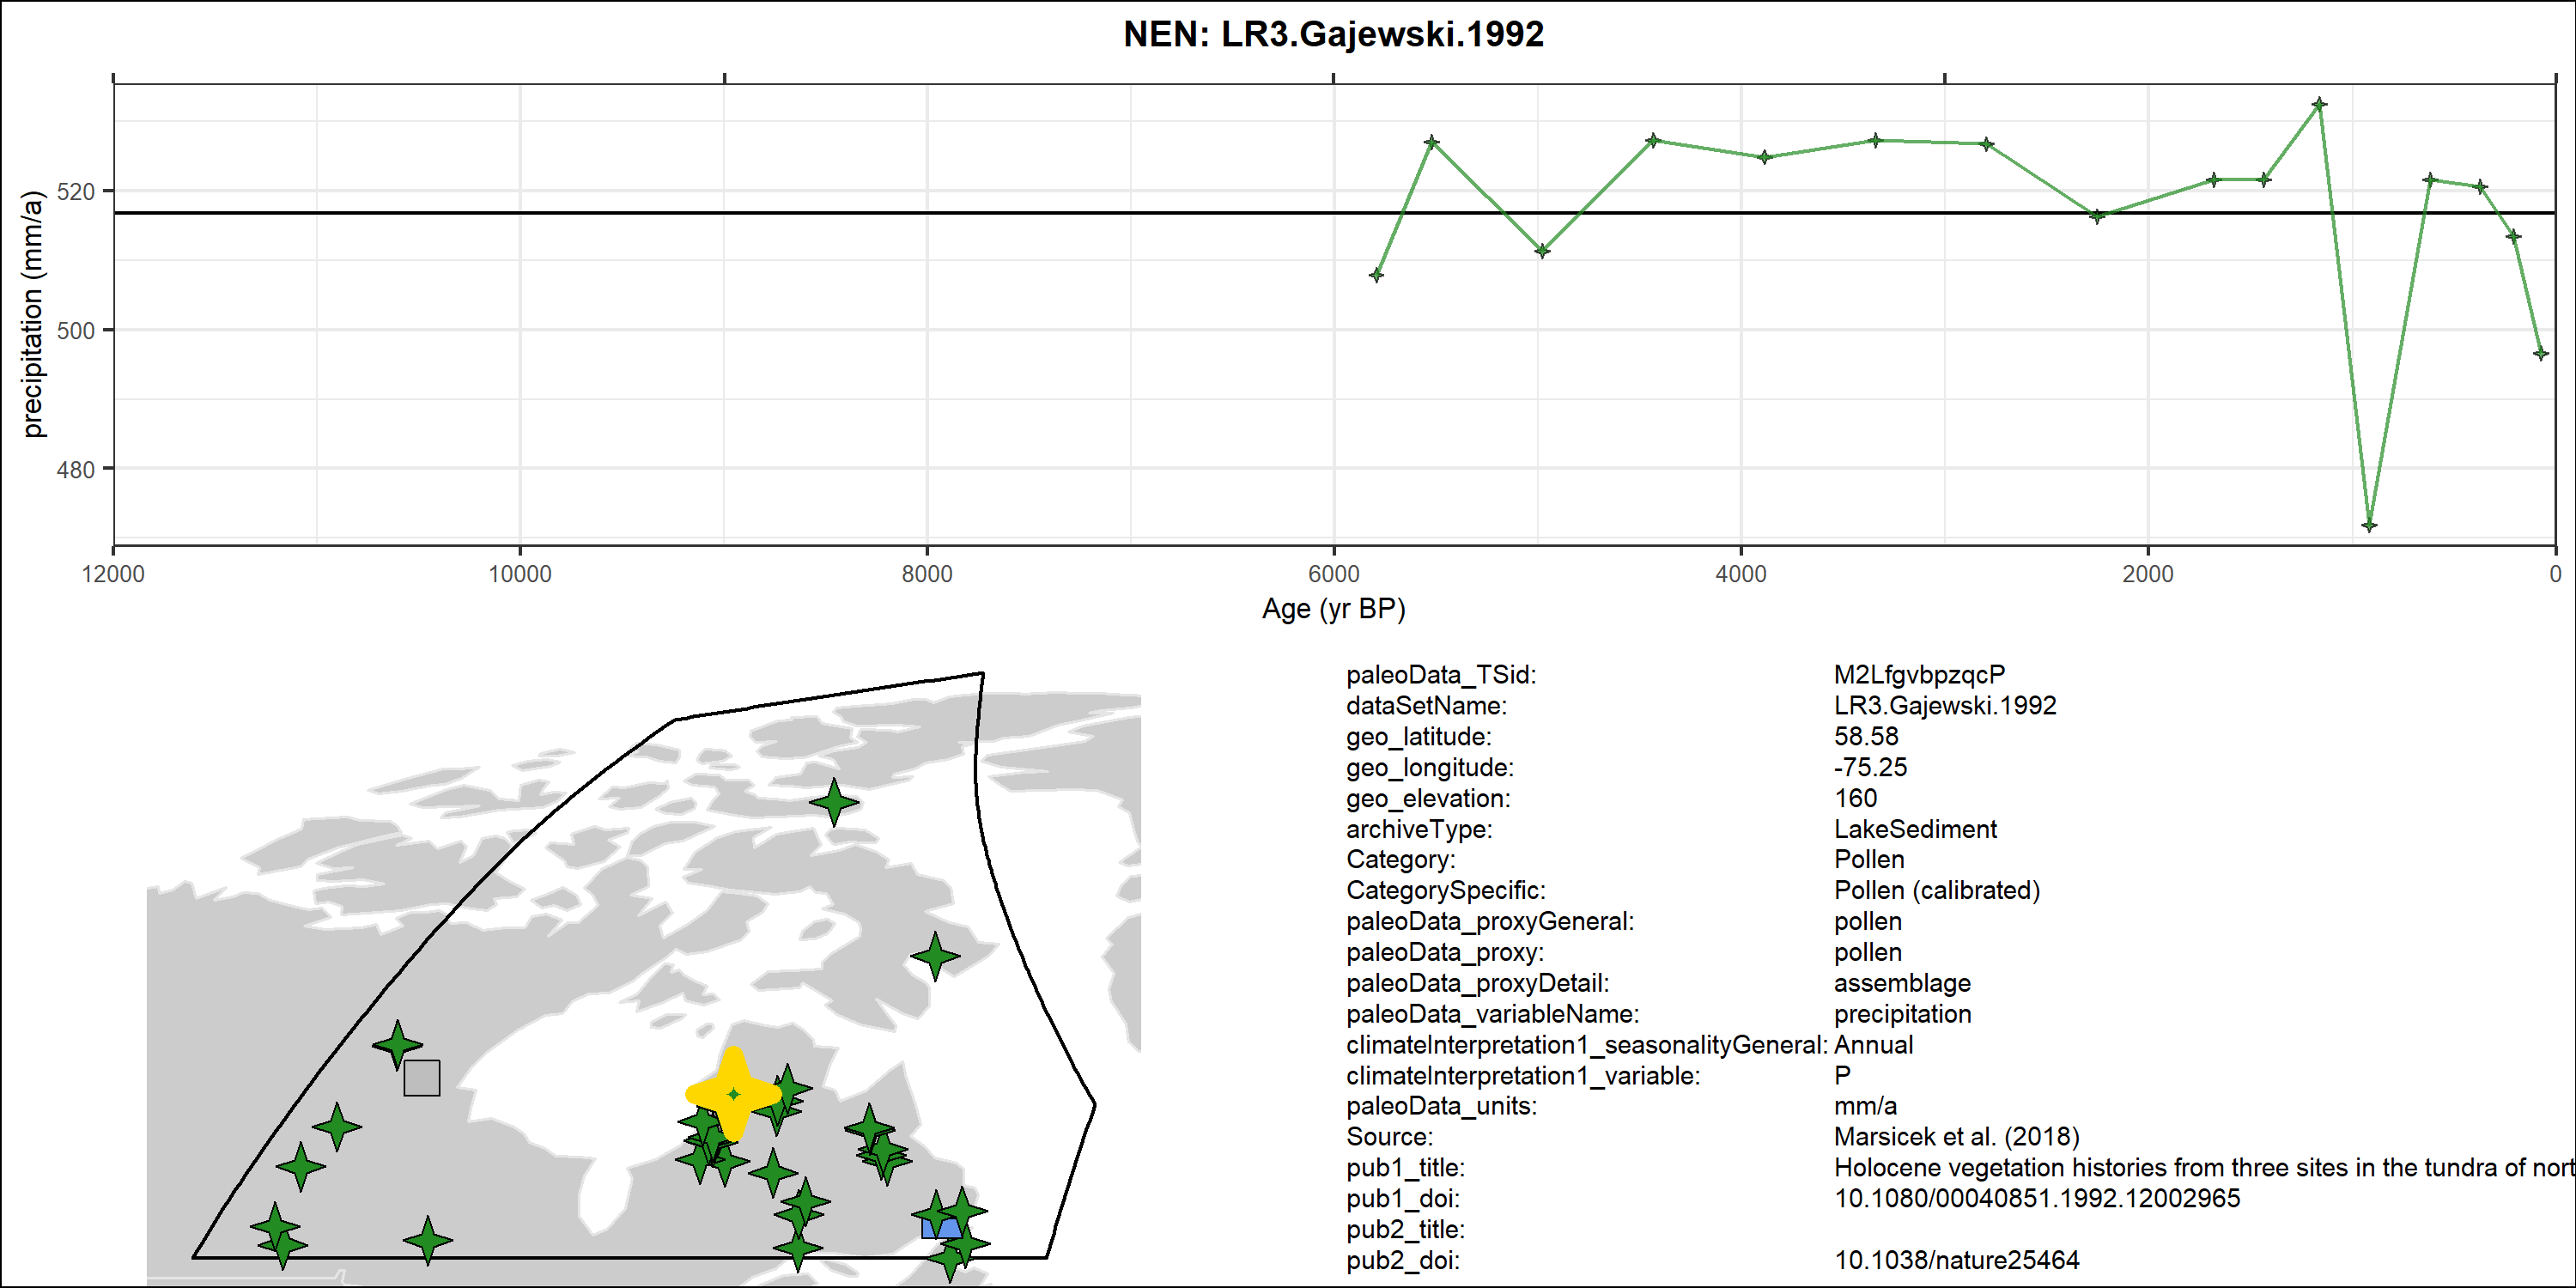 NEN: LR3.Gajewski.1992
precipitation (mm/a)
520
500
480
12000 10000 8000 6000 4000 2000 0
Age (yr BP)
paleoData_TSid: M2LfgvbpzqcP
dataSetName: LR3.Gajewski.1992
geo_latitude: 58.58
geo_longitude: -75.25
geo_elevation: 160
archiveType: LakeSediment
Category: Pollen
CategorySpecific: Pollen (calibrated)
paleoData_proxyGeneral: pollen
paleoData_proxy: pollen
paleoData_proxyDetail: assemblage
paleoData_variableName: precipitation
climateInterpretation1_seasonalityGeneral: Annual
climateInterpretation1_variable: P
paleoData_units: mm/a
Source: Marsicek et al. (2018)
pub1_title: Holocene vegetation histories from three sites in the tundra of nort
pub1_doi: 10.1080/00040851.1992.12002965
pub2_title:
pub2_doi: 10.1038/nature25464